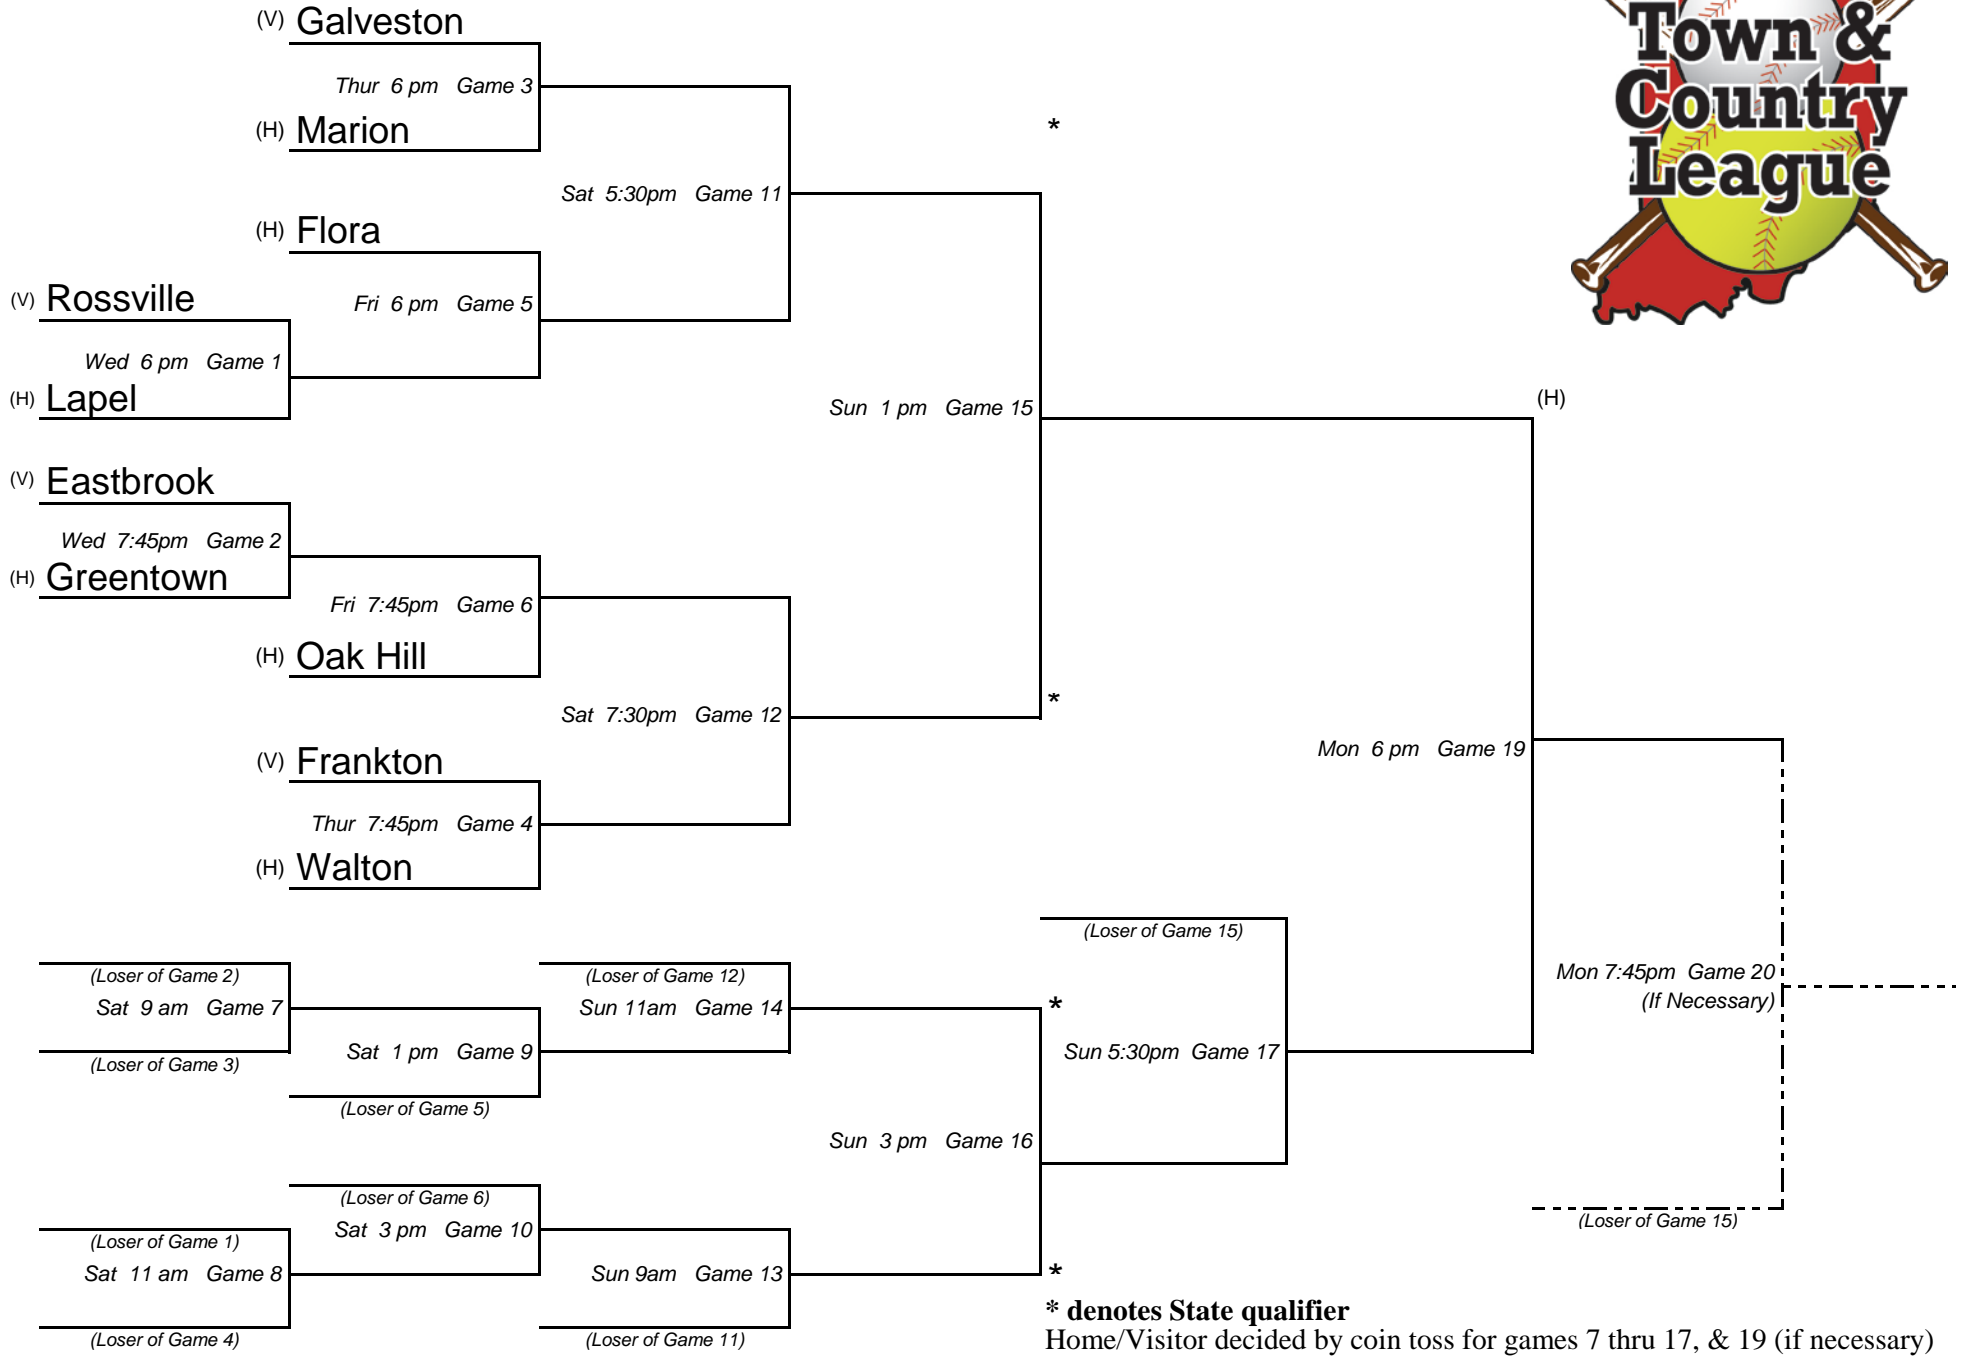 Town &
Country
League
(V) Galveston
Thur 6 pm Game 3
(H) Marion
*
Sat 5:30pm Game 11
(H) Flora
(V) Rossville
Fri 6 pm Game 5
Wed 6 pm Game 1
(H) Lapel
Sun 1 pm Game 15
(H)
(V) Eastbrook
Wed 7:45pm Game 2
(H) Greentown
Fri 7:45pm Game 6
(H) Oak Hill
*
Sat 7:30pm Game 12
(V) Frankton
Mon 6 pm Game 19
Thur 7:45pm Game 4
(H) Walton
(Loser of Game 15)
(Loser of Game 2)
(Loser of Game 12)
Mon 7:45pm Game 20
(If Necessary)
Sat 9 am Game 7
Sun 11am Game 14
*
(Loser of Game 3)
Sat 1 pm Game 9
Sun 5:30pm Game 17
(Loser of Game 5)
Sun 3 pm Game 16
(Loser of Game 6)
Sat 3 pm Game 10
(Loser of Game 15)
(Loser of Game 1)
Sat 11 am Game 8
Sun 9am Game 13
*
(Loser of Game 4)
(Loser of Game 11)
* denotes State qualifier
Home/Visitor decided by coin toss for games 7 thru 17, & 19 (if necessary)